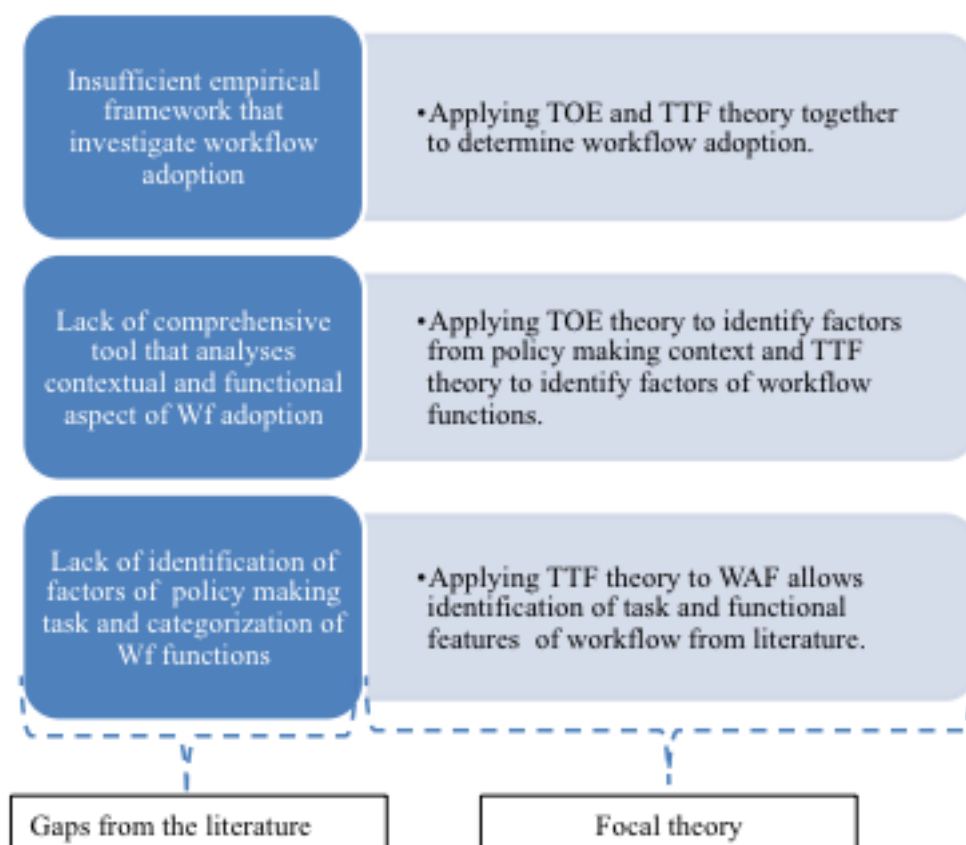 Insufficient empirical
framework that
investigate workflow
adoption
•Applying TOE and TTF theory together
to determine workflow adoption.
Lack of comprehensive
tool that analyses
contextual and functional
aspect of Wf adoption
•Applying TOE theory to identify factors
from policy making context and TTF
theory to identify factors of workflow
functions.
Lack of identification of
factors of policy making
task and categorization of
Wf functions
•Applying TTF theory to WAF allows
identification of task and functional
features of workflow from literature.
Gaps from the literature
Focal theory